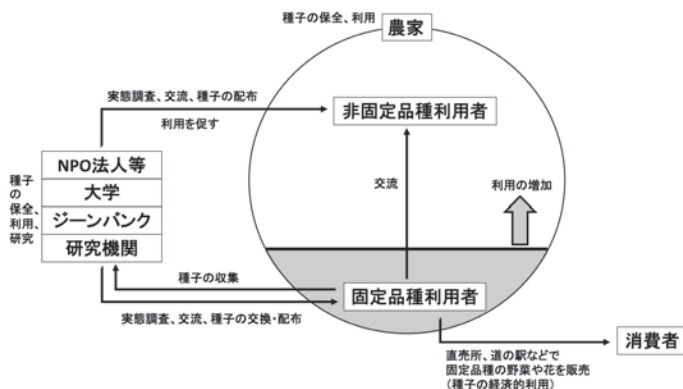 種子の保全、利用
農家
実態調査、交流、種子の配布
利用を促す
非固定品種利用者
NPO法人等
大学
ジーンバンク
研究機関
種子
の
保全、
利用、
研究
交流
利用の増加
種子の収集
固定品種利用者
実態調査、交流、種子の交換・配布
消費者
直売所、道の駅などで
固定品種の野菜や花を販売
（種子の経済的利用）